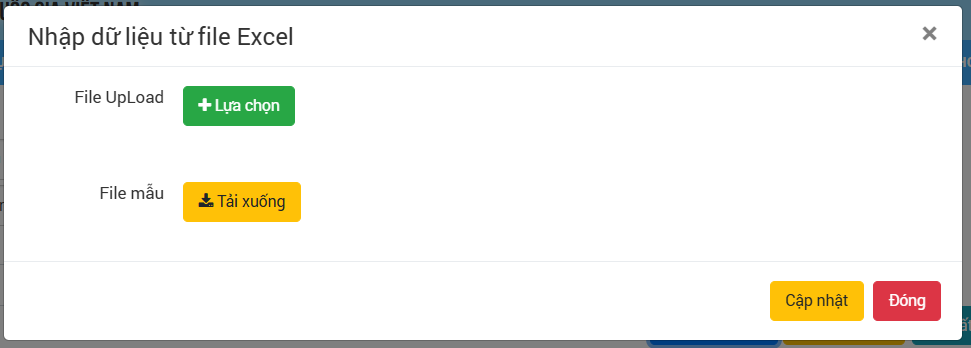 Nhập dữ liệu từ file Excel ×
File UpLoad
Lựa chọn
File mẫu
Tải xuống
Cập nhật
Đóng